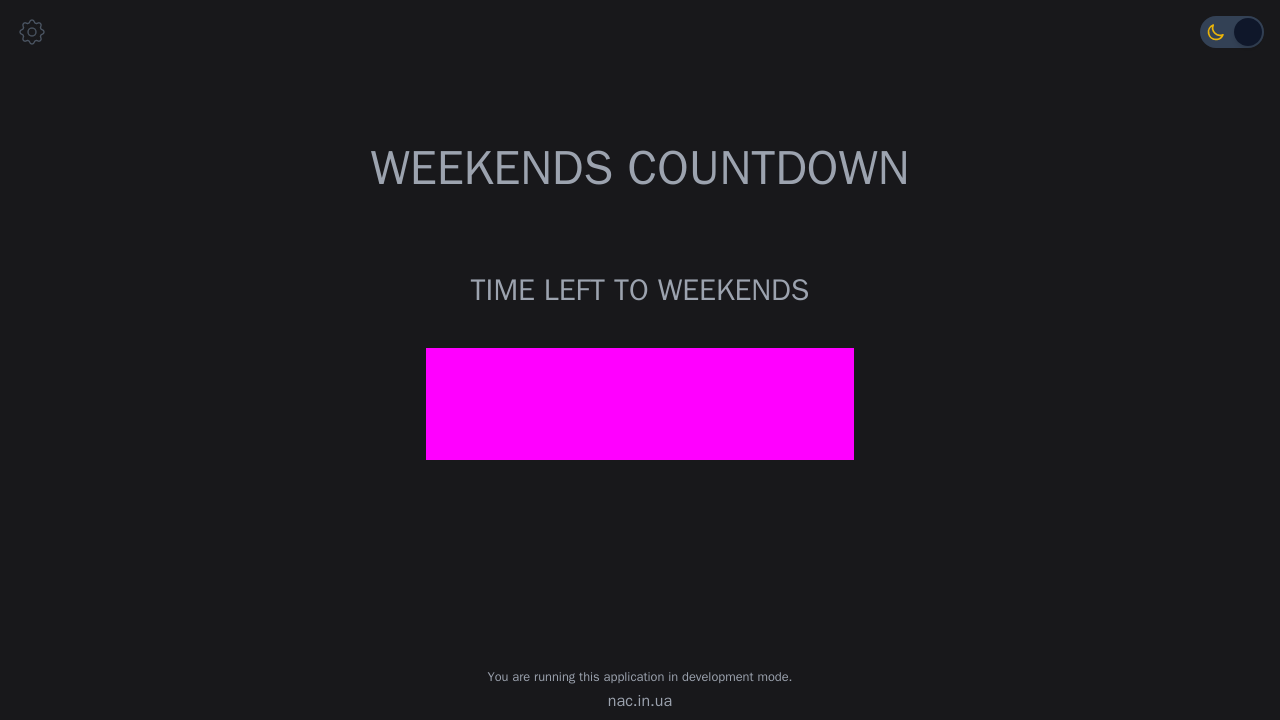 WEEKENDS COUNTDOWN
TIME LEFT TO WEEKENDS
You are running this application in development mode.
nac.in.ua